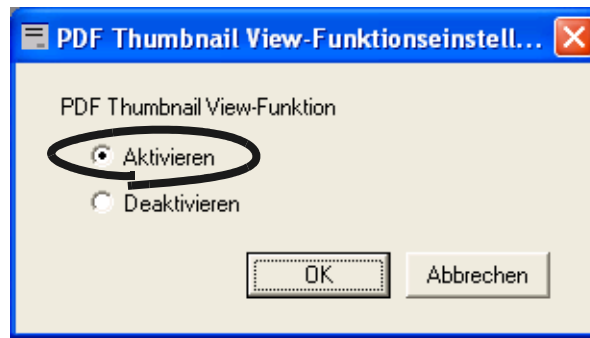 PDF Thumbnail View-Funktionseinstell...
PDF Thumbnail View-Funktion
Aktivieren
Deaktivieren
OK Abbrechen